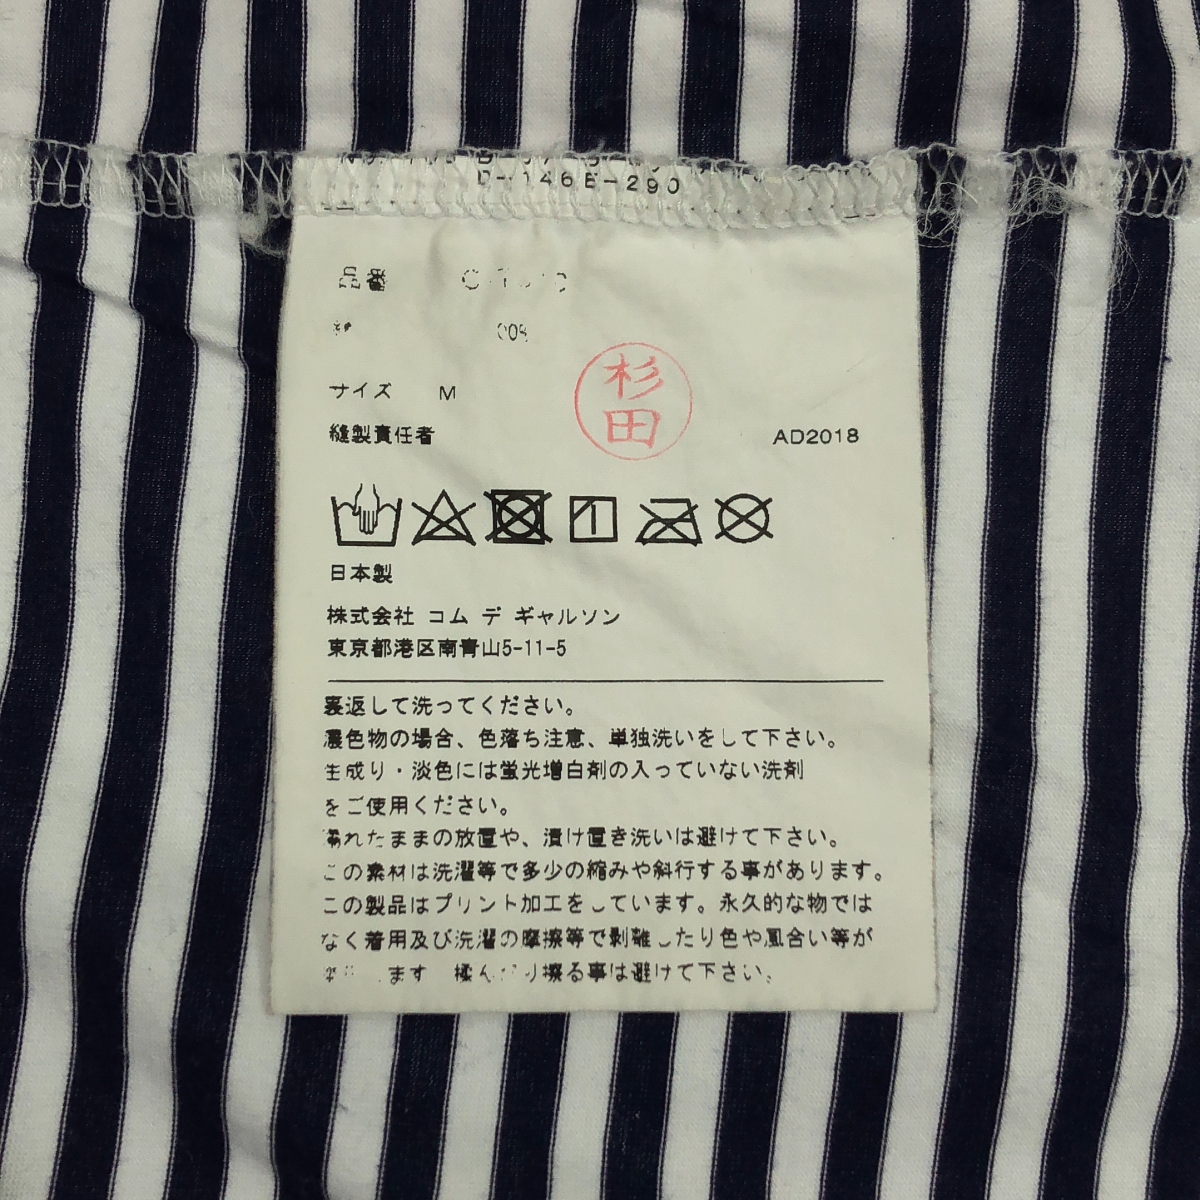 D-146E-290
品番
サイズ M
杉田
縫製責任者 AD2018
日本製
株式会社 コム デ ギャルソン
東京都港区南青山5-11-5
裏返して洗ってください。
濃色物の場合、色落ち注意、単独洗いをして下さい。
生成り・淡色には蛍光増白剤の入っていない洗剤
をご使用ください。
濡れたままの放置や、漬け置き洗いは避けて下さい。
この素材は洗濯等で多少の縮みや斜行する事があります。
この製品はプリント加工をしています。永久的な物では
なく着用及び洗濯の摩擦等で剥離したり色や風合い等が
ます 擦る事は避けて下さい。